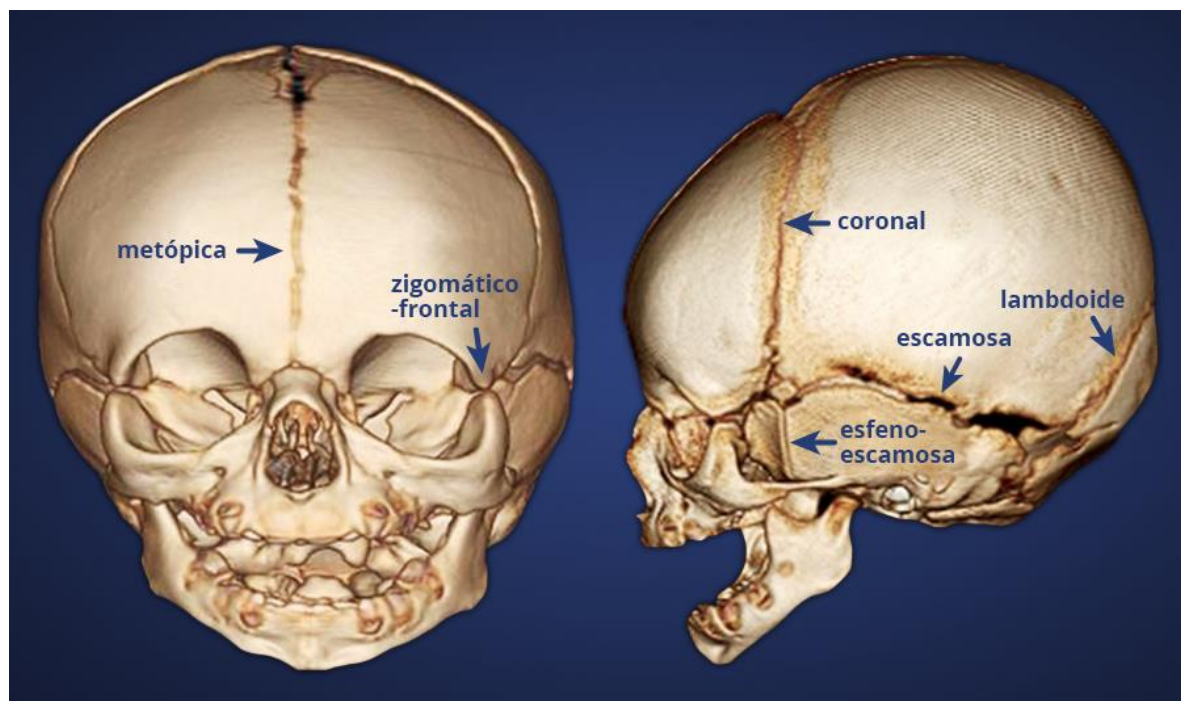 metópica
zigomático
-frontal
coronal
lambdoide
escamosa
esfeno-
escamosa